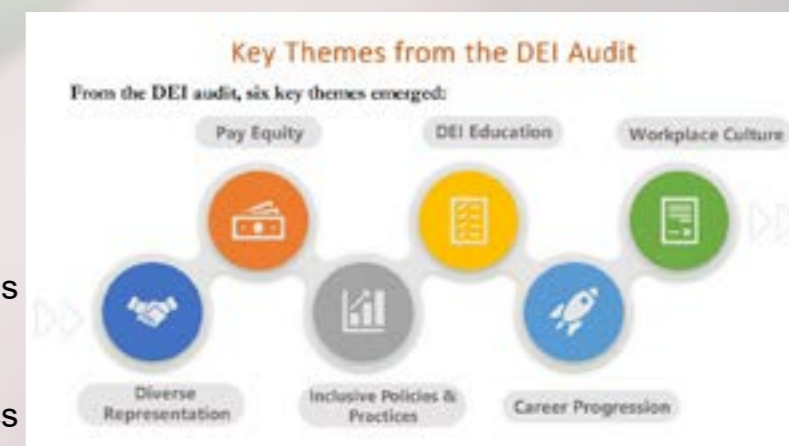 Key Themes from the DEI Audit
From the DEI audit, six key themes emerged:
Pay Equity
DEI Education
Workplace Culture
s
s
Diverse
Representation
Inclusive Policies &
Practices
Career Progression